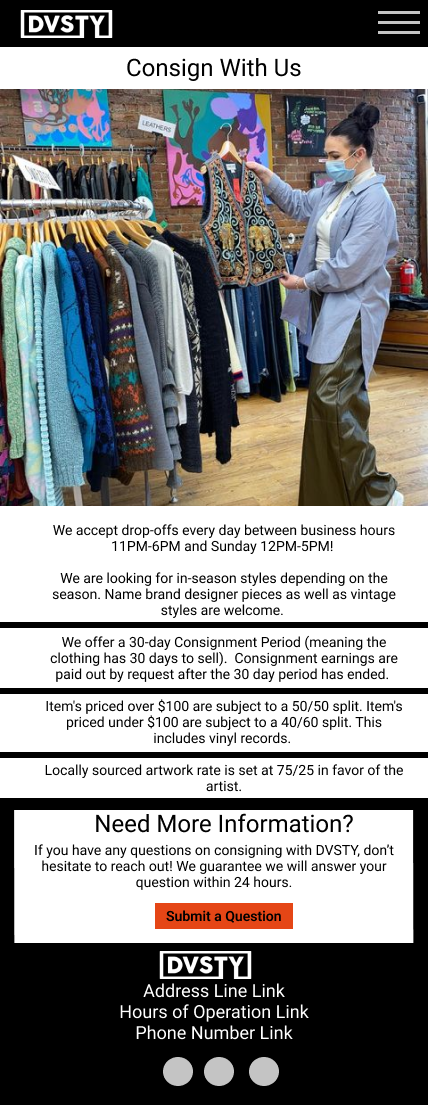 DVSTY
Consign With Us
LEATHERS
We accept drop-offs every day between business hours
11PM-6PM and Sunday 12PM-5PM!
We are looking for in-season styles depending on the
season. Name brand designer pieces as well as vintage
styles are welcome.
We offer a 30-day Consignment Period (meaning the
clothing has 30 days to sell).  Consignment earnings are
paid out by request after the 30 day period has ended.
Item's priced over $100 are subject to a 50/50 split. Item's
priced under $100 are subject to a 40/60 split. This
includes vinyl records.
Locally sourced artwork rate is set at 75/25 in favor of the
artist.
Need More Information?
If you have any questions on consigning with DVSTY, don't
hesitate to reach out! We guarantee we will answer your
question within 24 hours.
Submit a Question
DVSTY
Address Line Link
Hours of Operation Link
Phone Number Link